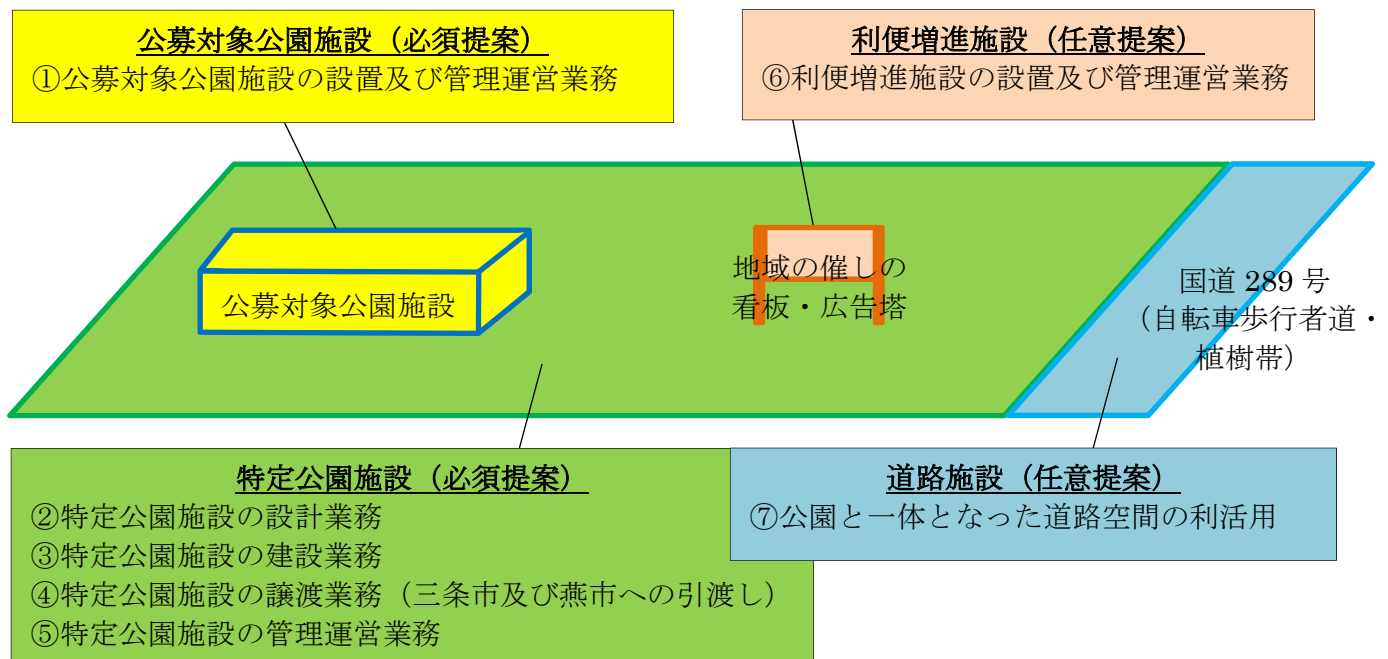 公募対象公園施設（必須提案）
①公募対象公園施設の設置及び管理運営業務
利便増進施設（任意提案）
⑥利便増進施設の設置及び管理運営業務
公募対象公園施設
地域の催しの
看板・広告塔
国道 289 号
（自転車歩行者道・
植樹帯）
特定公園施設（必須提案）
②特定公園施設の設計業務
③特定公園施設の建設業務
④特定公園施設の譲渡業務（三条市及び燕市への引渡し）
⑤特定公園施設の管理運営業務
道路施設（任意提案）
⑦公園と一体となった道路空間の利活用